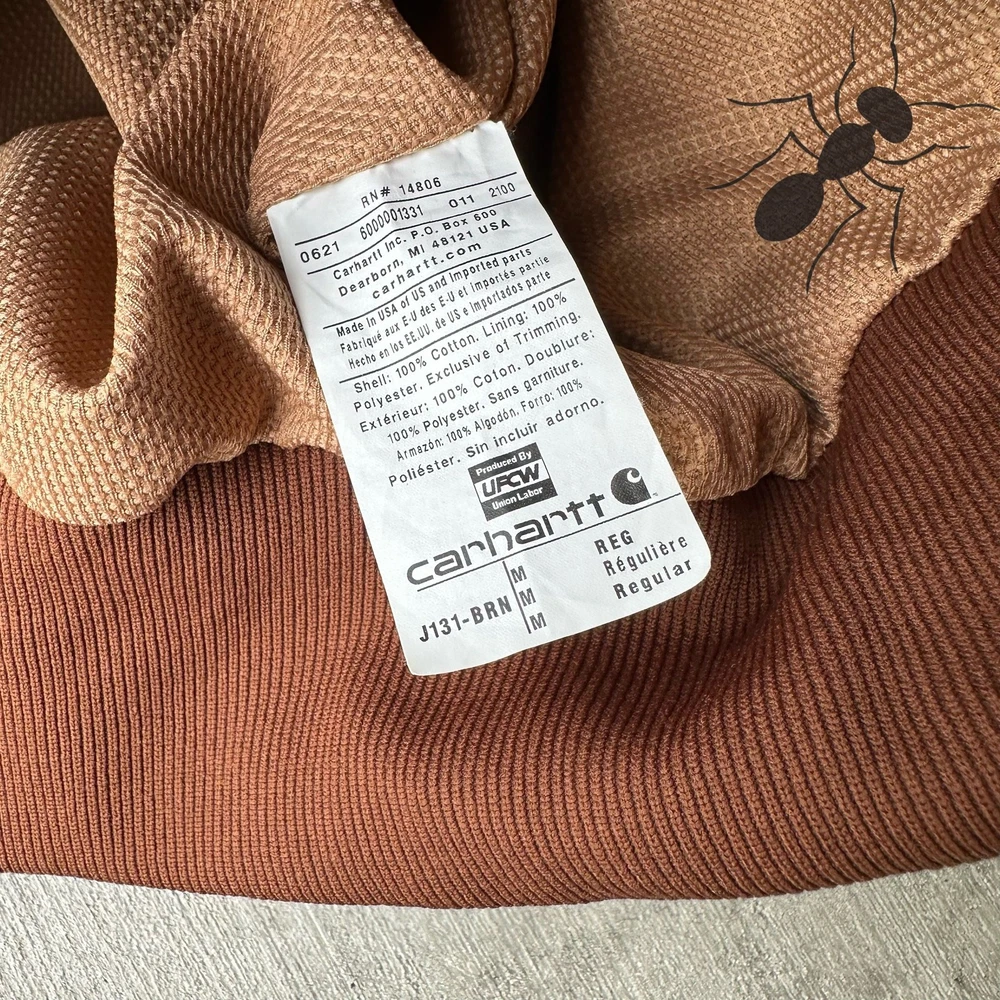 RN# 14806
0621 6000001331 011 2100
Carhartt Inc. P.O. Box 600
Dearborn, MI 48121 USA
carhartt.com
Made in USA of US and Imported parts
Fabriqué aux E-U des E-U et importés partie
Hecho en los EE.UU. de US e Importados parte
Shell: 100% Cotton. Lining: 100%
Polyester. Exclusive of Trimming.
Extérieur: 100% Coton. Doublure:
100% Polyester. Sans garniture.
Armazón: 100% Algodón, Forro: 100%
Poliéster. Sin incluir adorno.
Produced By
UFCW
Union Labor
carhartt
J131-BRN
M
M
M
REG
Régulière
Regular